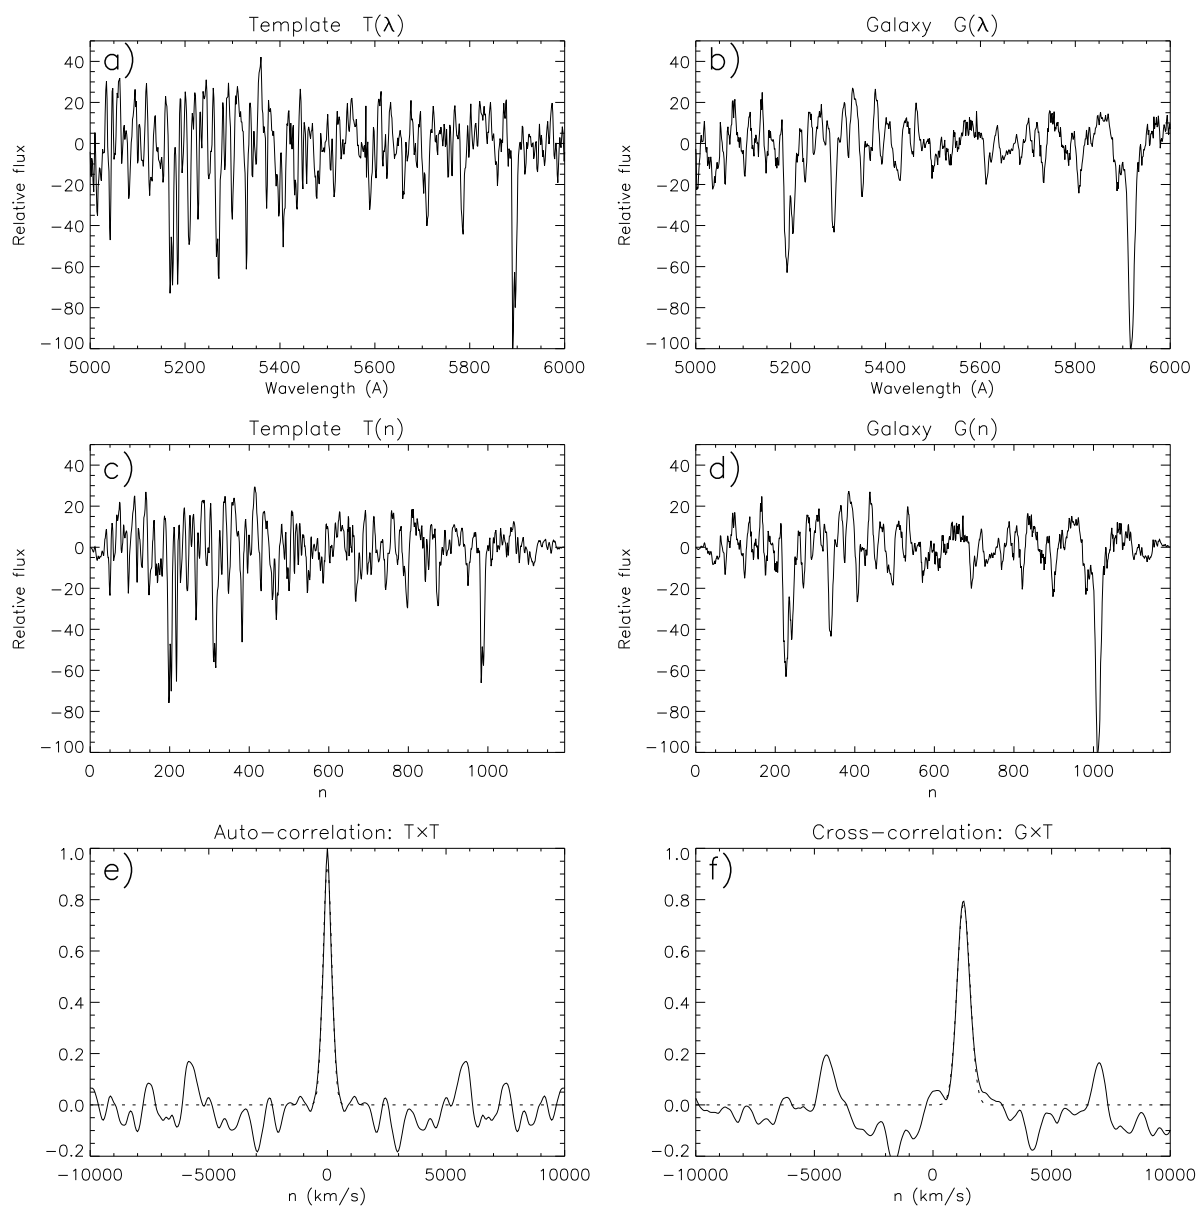 Template T(λ)
Galaxy G(λ)
a)
b)
40
20
0
−20
−40
−60
−80
−100
Relative flux
40
20
0
−20
−40
−60
−80
−100
Relative flux
5000 5200 5400 5600 5800 6000
5000 5200 5400 5600 5800 6000
Wavelength (A)
Wavelength (A)
Template T(n)
Galaxy G(n)
c)
d)
40
20
0
−20
−40
−60
−80
−100
Relative flux
40
20
0
−20
−40
−60
−80
−100
Relative flux
0 200 400 600 800 1000
0 200 400 600 800 1000
n
n
Auto−correlation: T×T
Cross−correlation: G×T
e)
f)
1.0
0.8
0.6
0.4
0.2
0.0
−0.2
1.0
0.8
0.6
0.4
0.2
0.0
−0.2
−10000 −5000 0 5000 10000
−10000 −5000 0 5000 10000
n (km/s)
n (km/s)